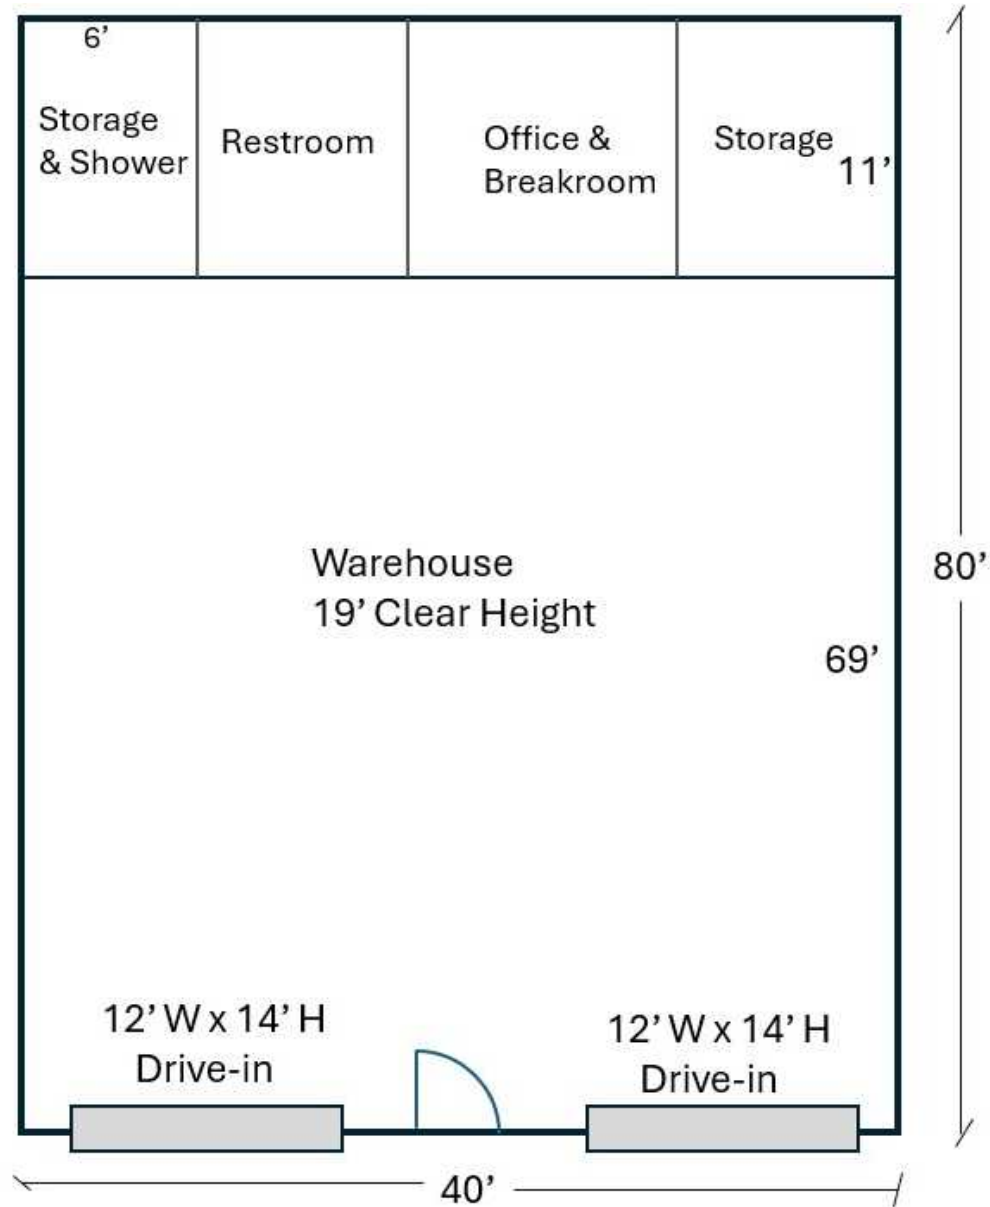 6’
Storage
& Shower
Restroom
Office &
Breakroom
Storage
11’
Warehouse
19’ Clear Height
80’
69’
12’ W x 14’ H
Drive-in
12’ W x 14’ H
Drive-in
40’